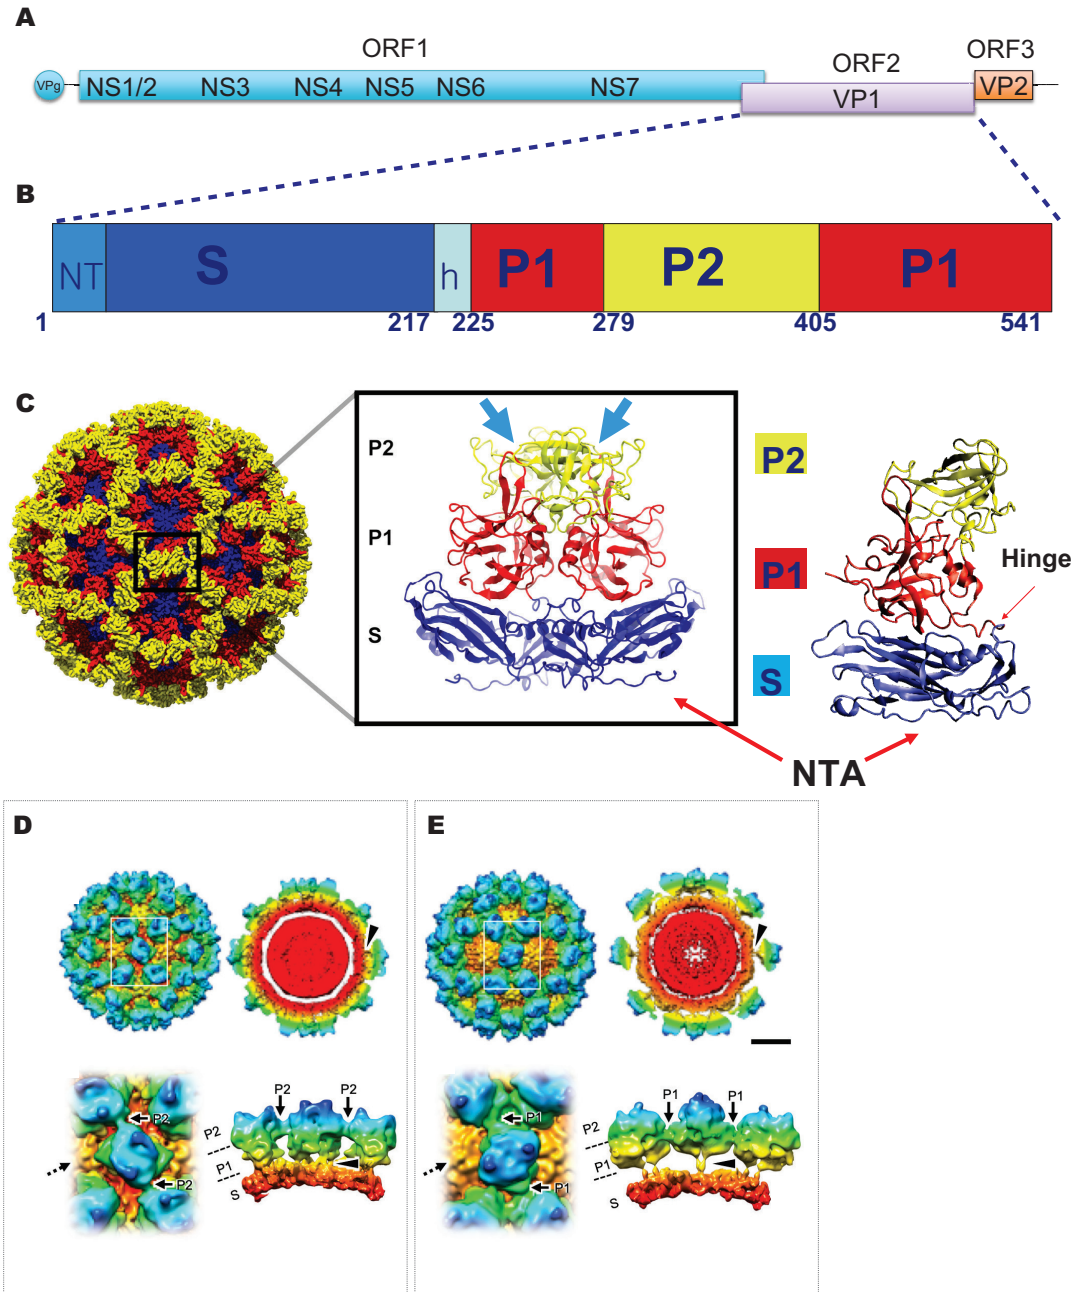 A
ORF1
ORF2
ORF3
VPg
NS1/2 NS3 NS4 NS5 NS6 NS7
VP1
VP2
B
NT S h P1 P2 P1
1 217 225 279 405 541
C
P2
P1
S
P2
P1
S
Hinge
NTA
D
P2
P2
P2 P2
P2
P1
S
E
P1
P1
P1 P1
P2
P1
S